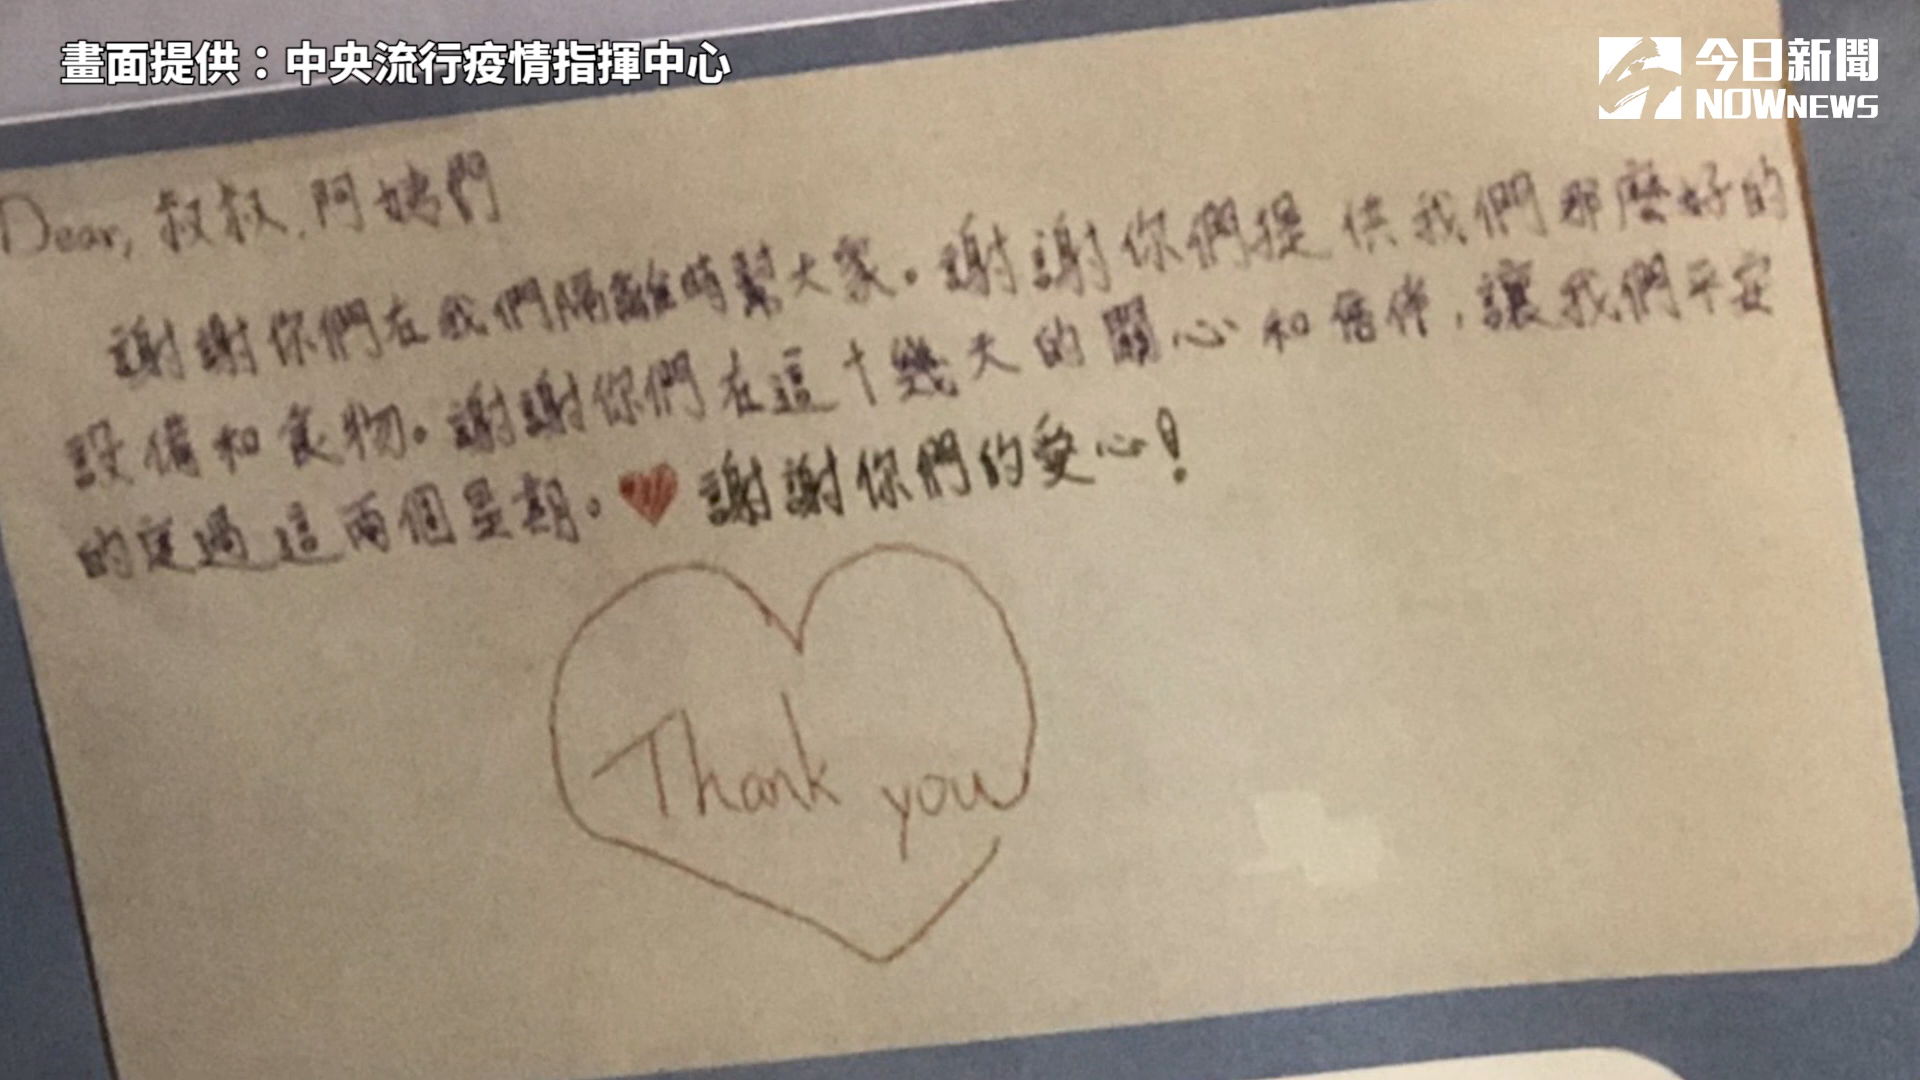 畫面提供：中央流行疫情指揮中心
今日新聞
NOWnews
Dear, 叔叔.阿姨們
謝謝你們在我們隔離時幫大家。謝謝你們提供我們那麼好的
設備和食物。謝謝你們在這十幾天的關心和陪伴，讓我們平安
的度過這兩個星期。♥謝謝你們的愛心！
Thank you